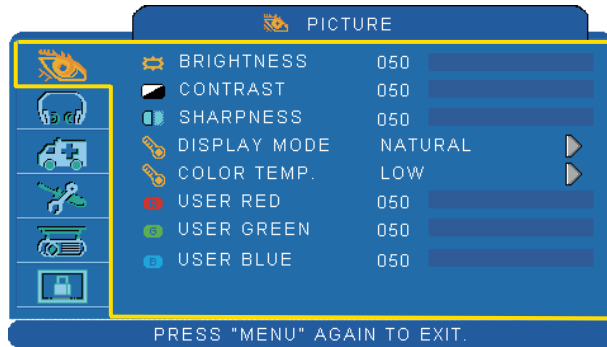 PICTURE
BRIGHTNESS 050
CONTRAST 050
SHARPNESS 050
DISPLAY MODE NATURAL
COLOR TEMP. LOW
R USER RED 050
G USER GREEN 050
B USER BLUE 050
PRESS "MENU" AGAIN TO EXIT.